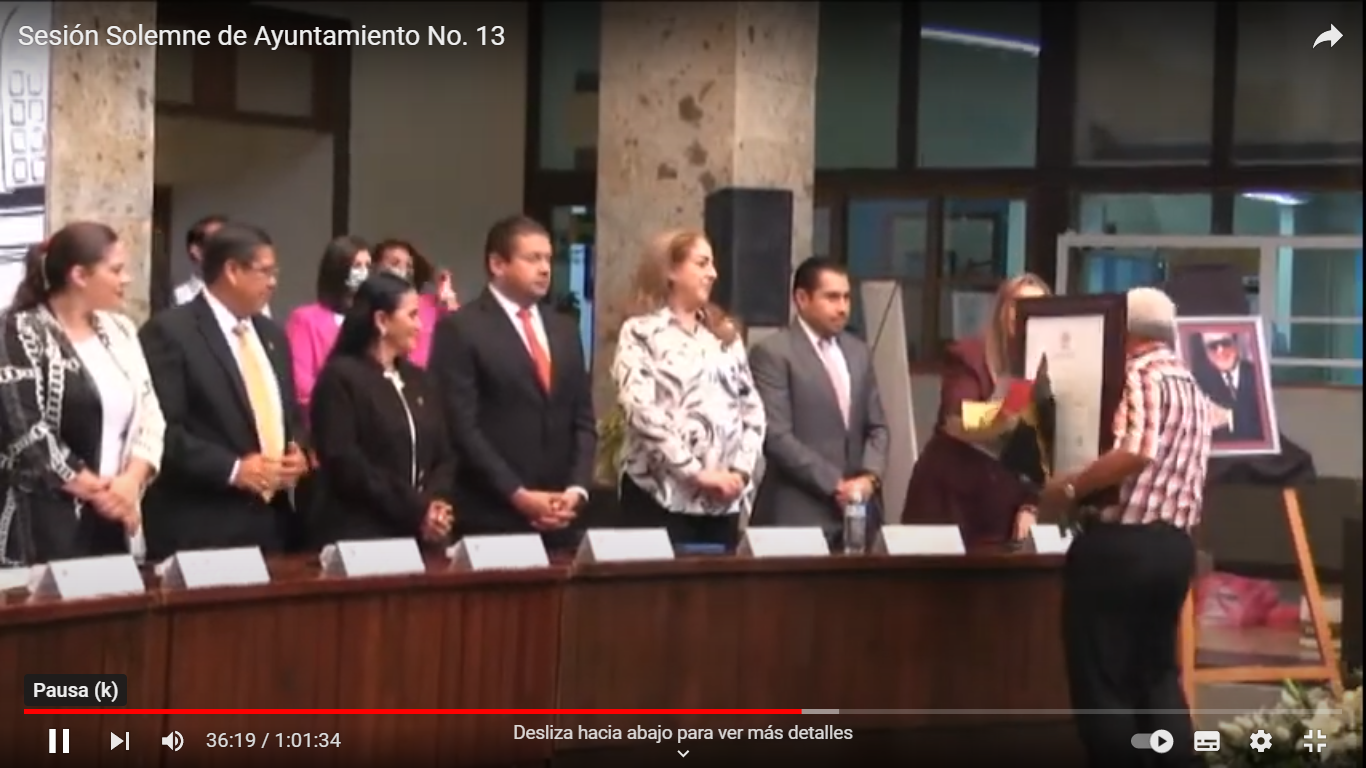 Sesión Solemne de Ayuntamiento No. 13
Pausa (k)
36:19 / 1:01:34
Desliza hacia abajo para ver más detalles